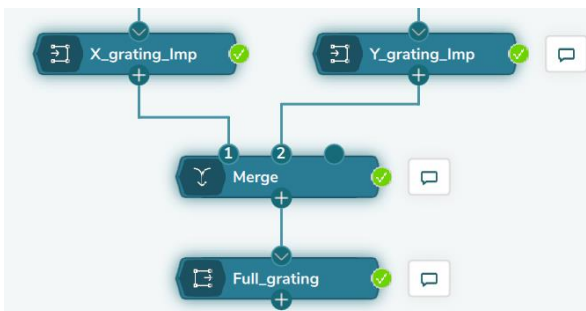 X_grating_Imp
Y_grating_Imp
1
2
Merge
Full_grating